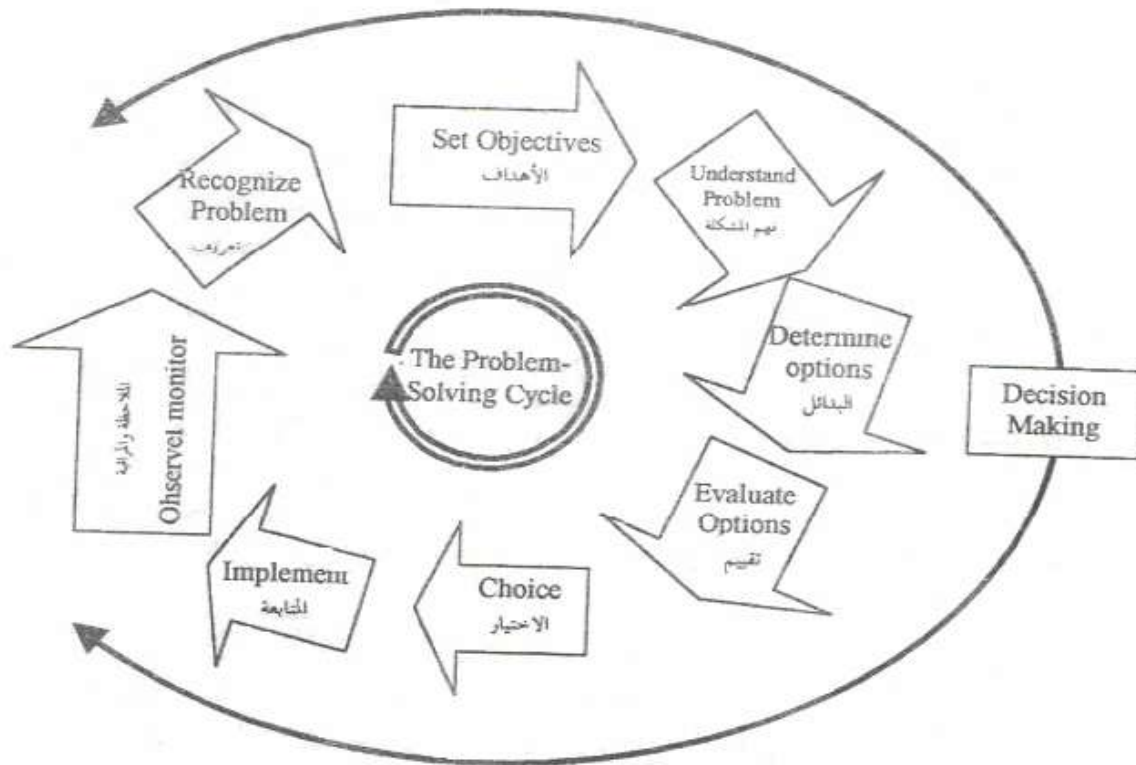 Recognize
Problem
Set Objectives
الأهداف
Understand
Problem
فهم المشكلة
Determine
options
البدائل
Decision
Making
Evaluate
Options
تقييم
Choice
الاختيار
Implement
المتابعة
Ohservel monitor
الملاحظة والمراقبة
The Problem-
Solving Cycle